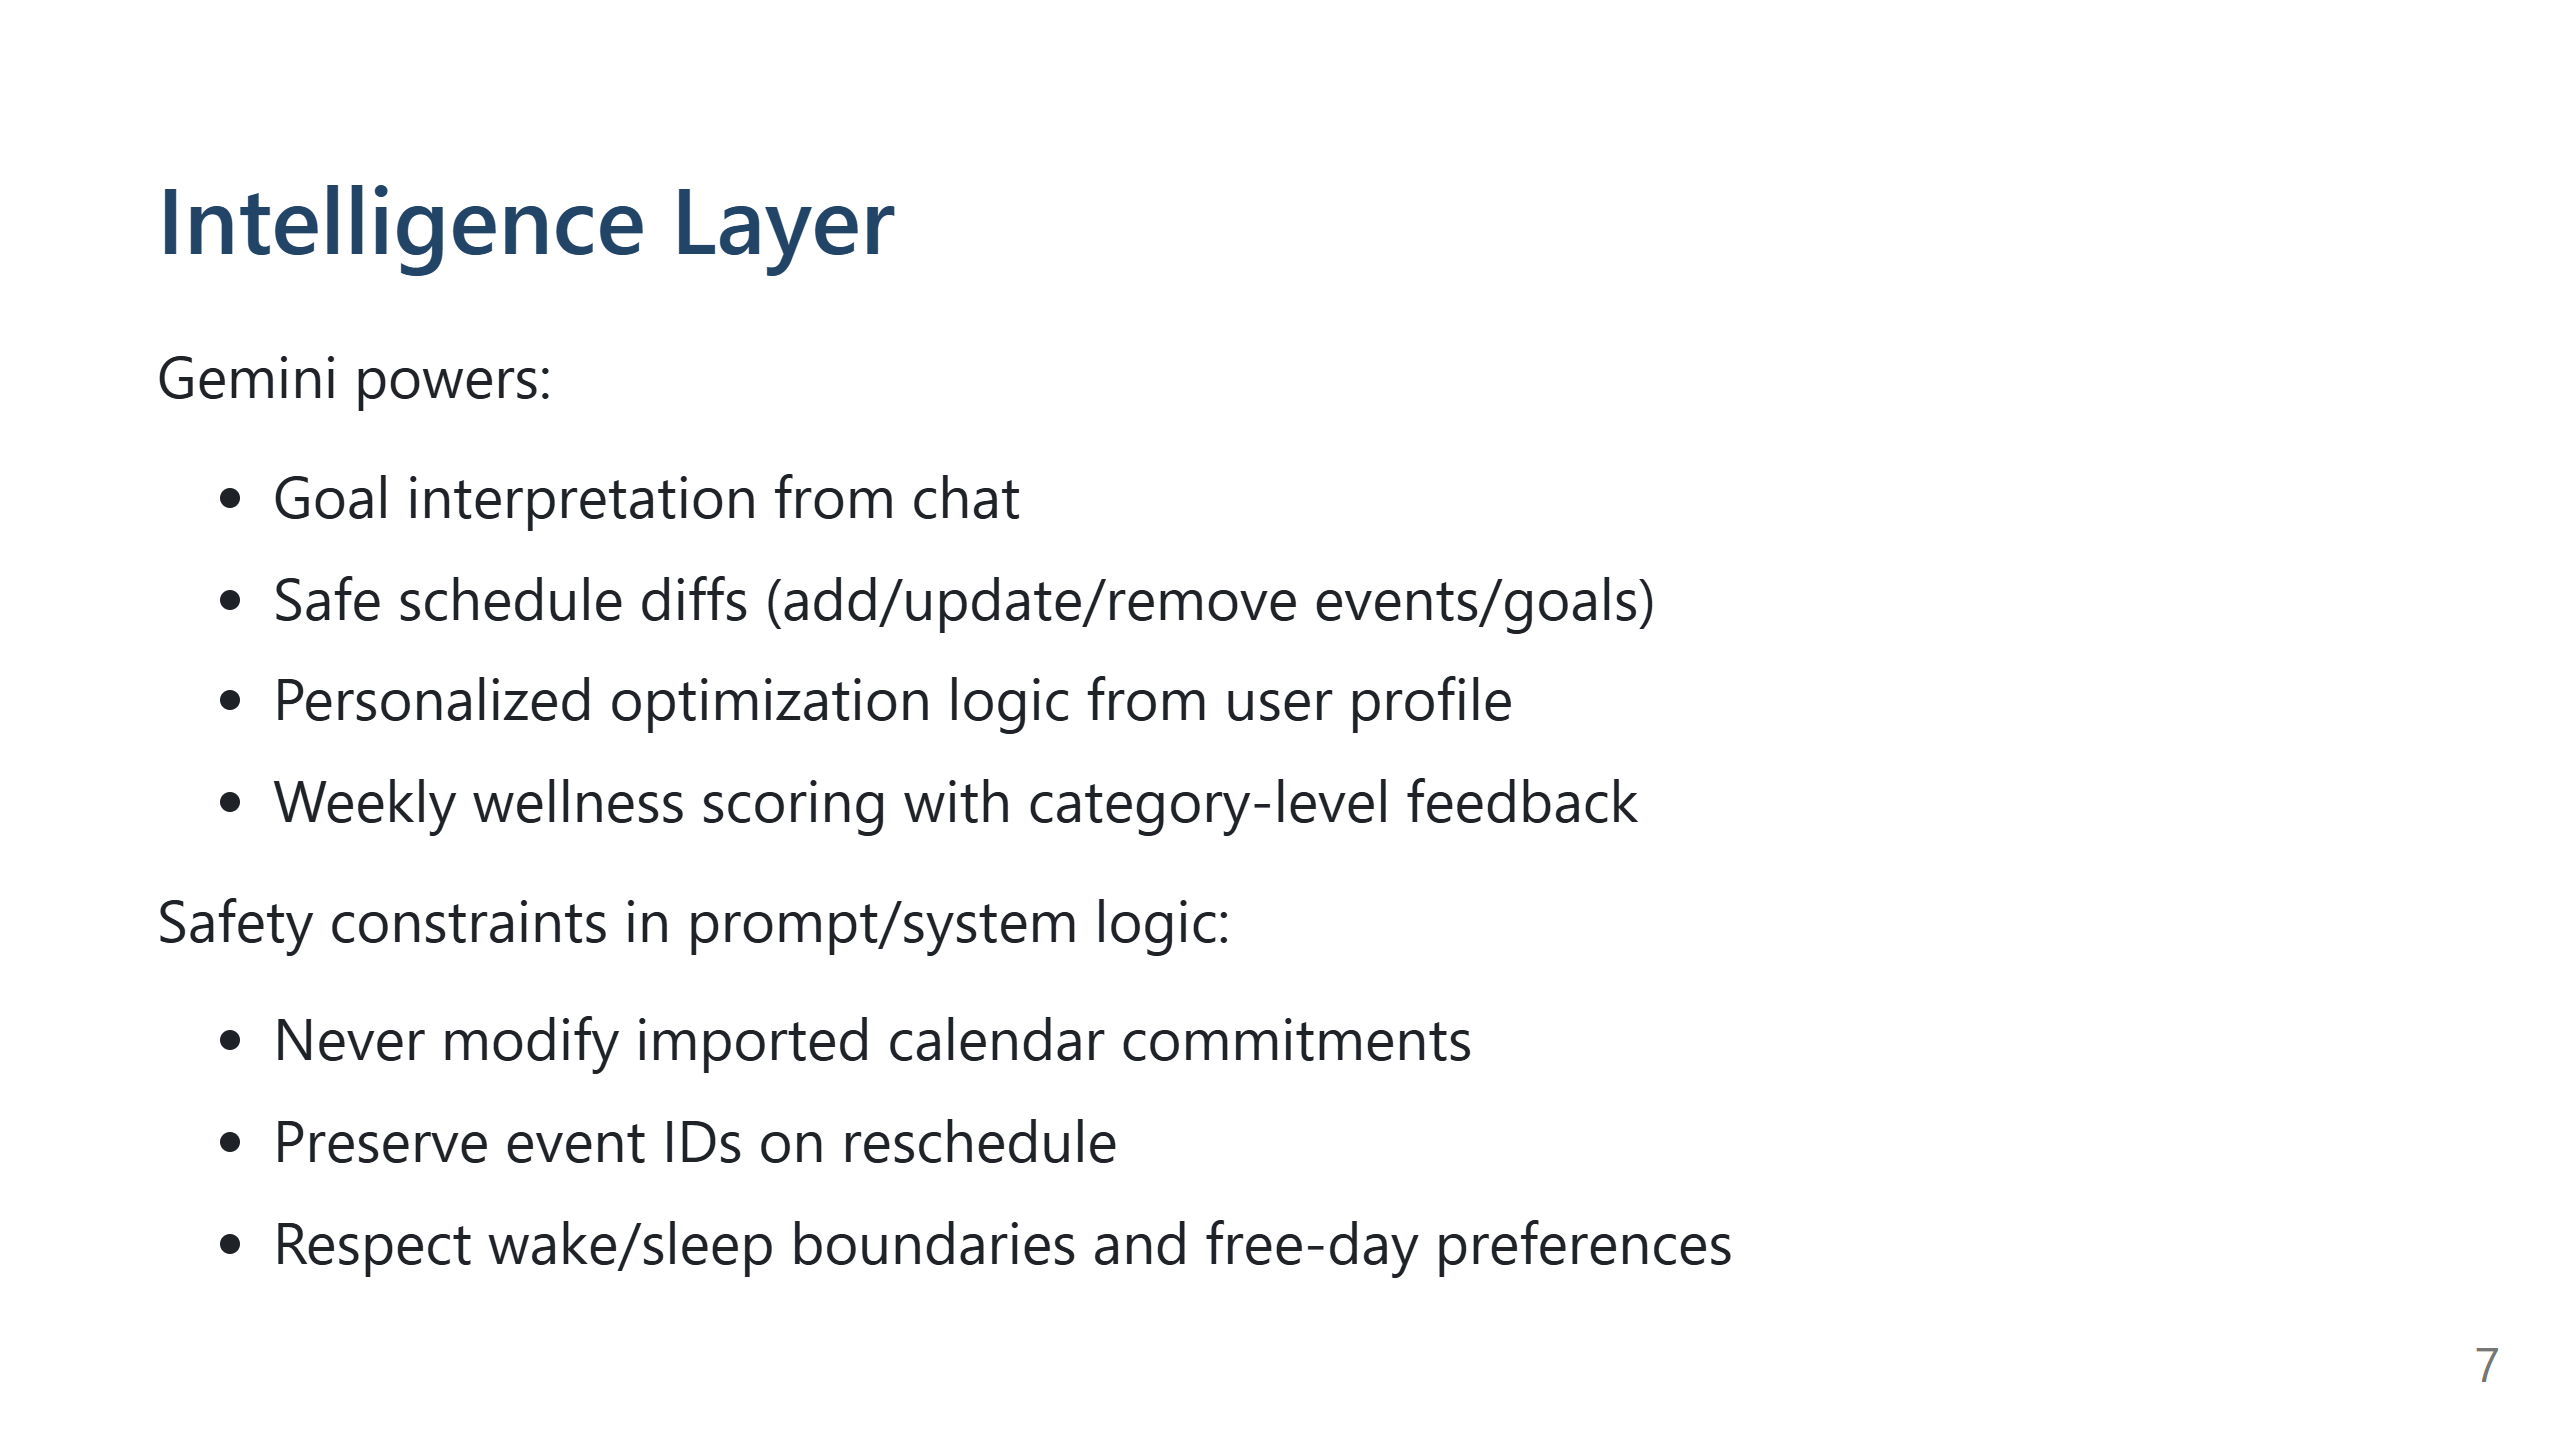 Intelligence Layer
Gemini powers:
• Goal interpretation from chat
• Safe schedule diffs (add/update/remove events/goals)
• Personalized optimization logic from user profile
• Weekly wellness scoring with category-level feedback
Safety constraints in prompt/system logic:
• Never modify imported calendar commitments
• Preserve event IDs on reschedule
• Respect wake/sleep boundaries and free-day preferences
7